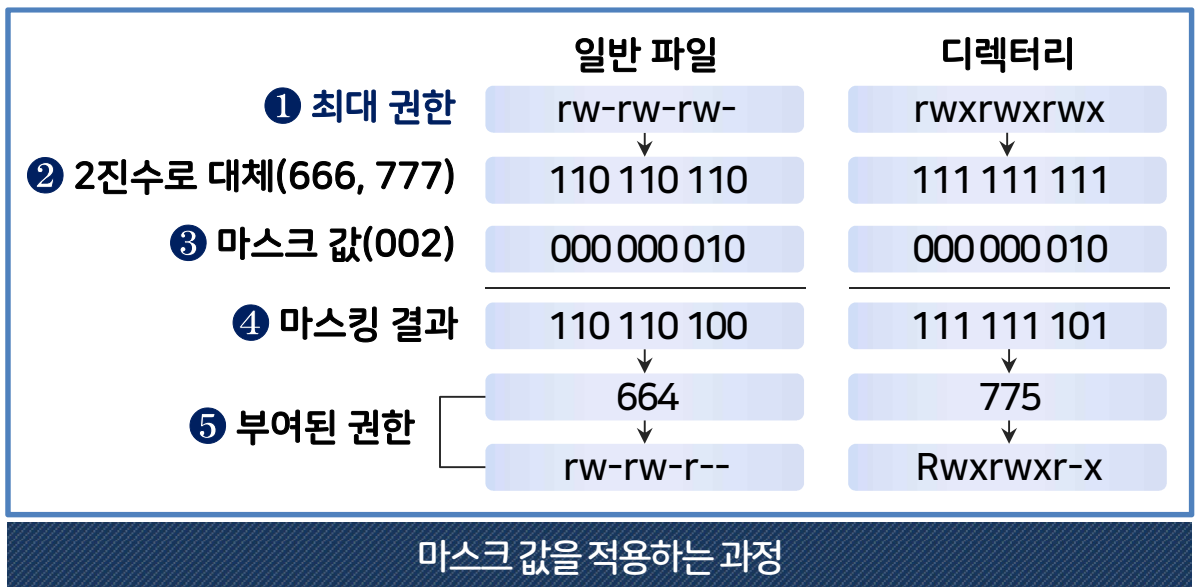 일반 파일 디렉터리
❶ 최대 권한 rw-rw-rw- rwxrwxrwx
❷ 2진수로 대체(666, 777) 110 110 110 111 111 111
❸ 마스크 값(002) 000 000 010 000 000 010
❹ 마스킹 결과 110 110 100 111 111 101
664 775
❺ 부여된 권한
rw-rw-r-- Rwxrwxr-x
마스크 값을 적용하는 과정